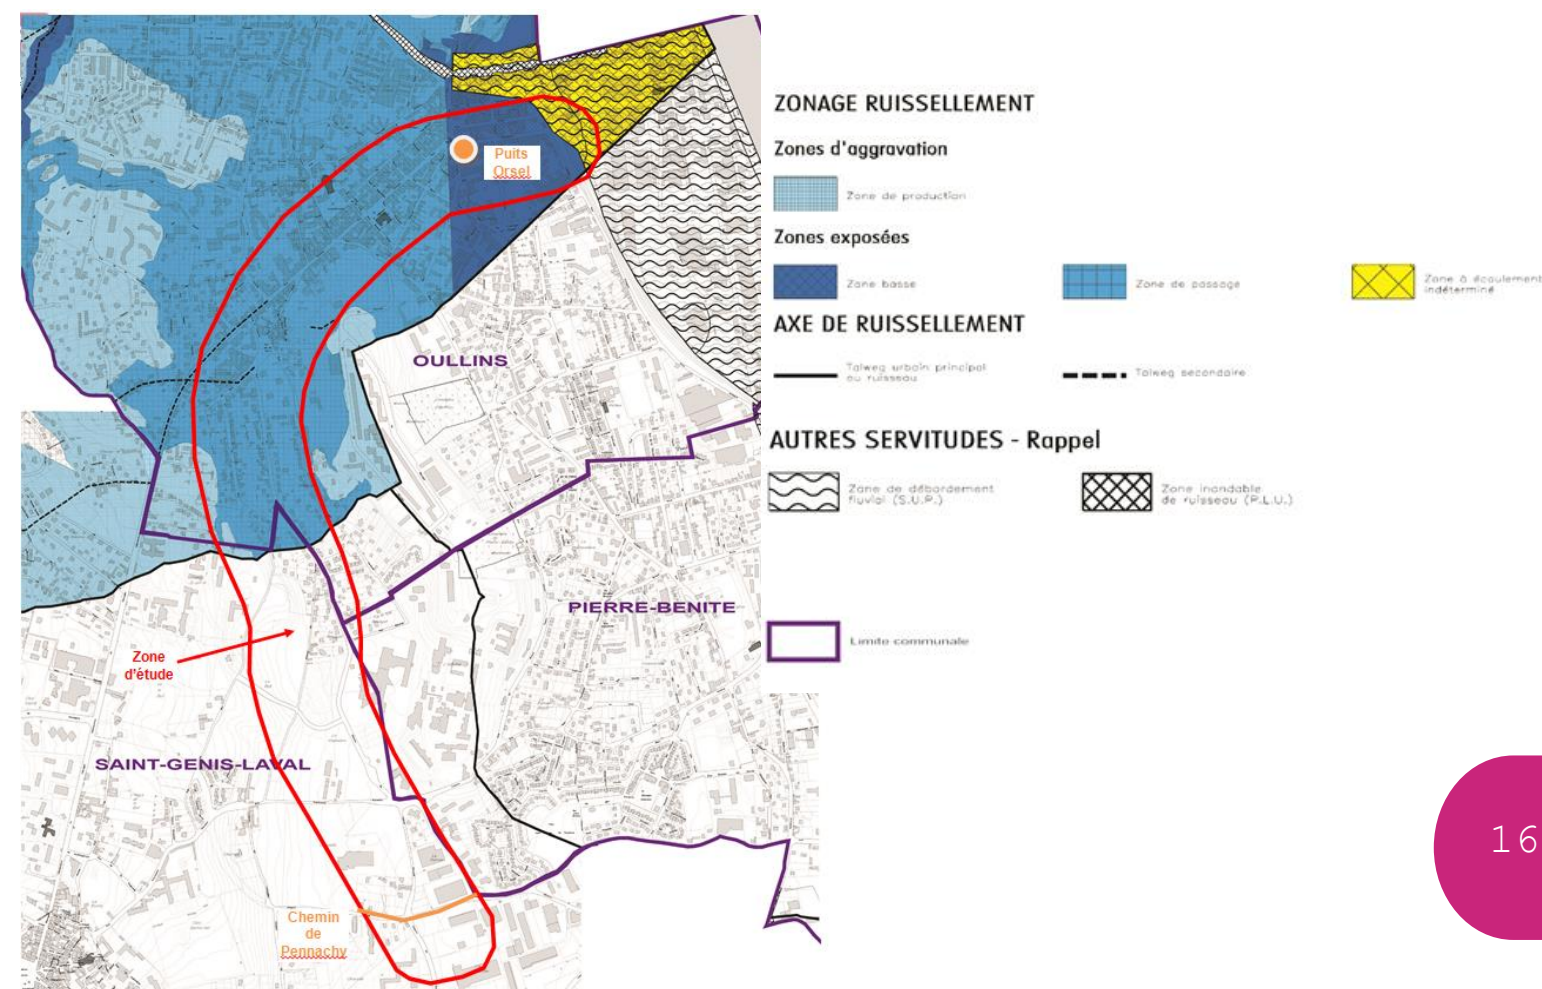 Puits
Orsel
OULLINS
PIERRE-BENITE
Zone
d'étude
SAINT-GENIS-LAVAL
Chemin
de
Pennachy
ZONAGE RUISSELLEMENT
Zones d'aggravation
Zone de production
Zones exposées
Zone basse
Zone de passage
Zone à écoulement
indéterminé
AXE DE RUISSELLEMENT
Talweg urbain principal
ou ruisseau
Talweg secondaire
AUTRES SERVITUDES - Rappel
Zone de débordement
fluvial (S.U.P.)
Zone inondable
de ruisseau (P.L.U.)
Limite communale
16